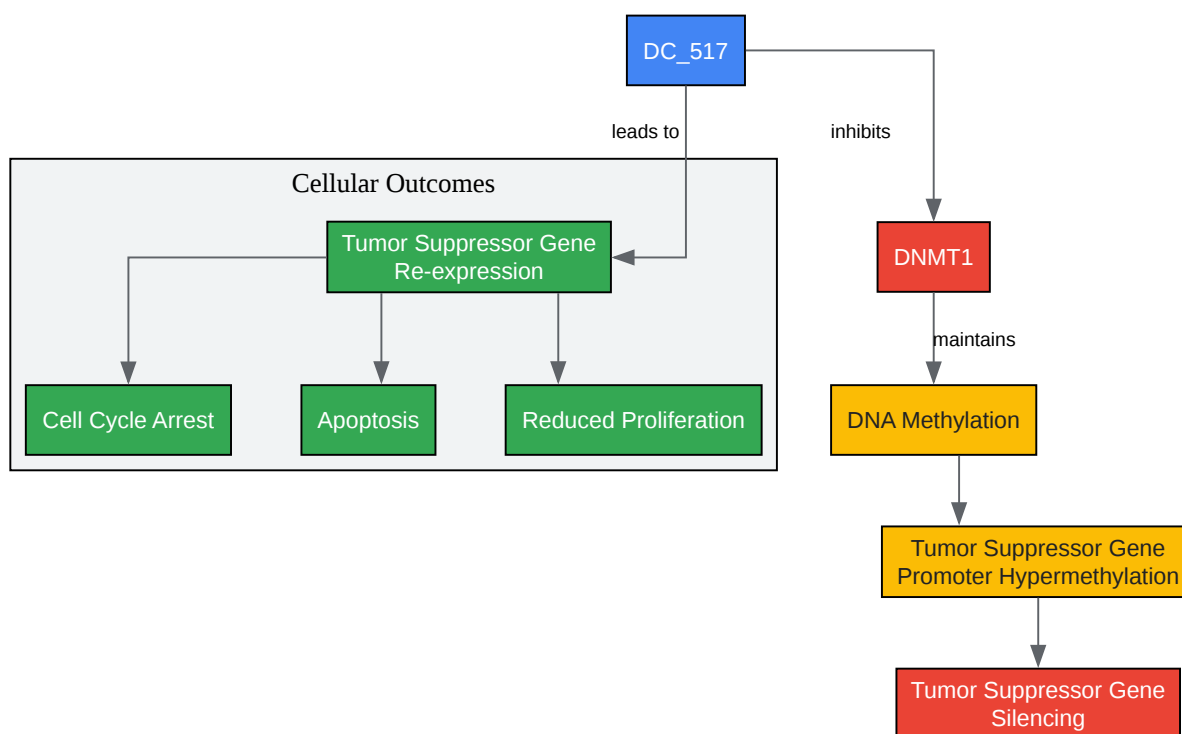 DC_517
leads to
inhibits
Cellular Outcomes
Tumor Suppressor Gene
Re-expression
DNMT1
maintains
Cell Cycle Arrest
Apoptosis
Reduced Proliferation
DNA Methylation
Tumor Suppressor Gene
Promoter Hypermethylation
Tumor Suppressor Gene
Silencing